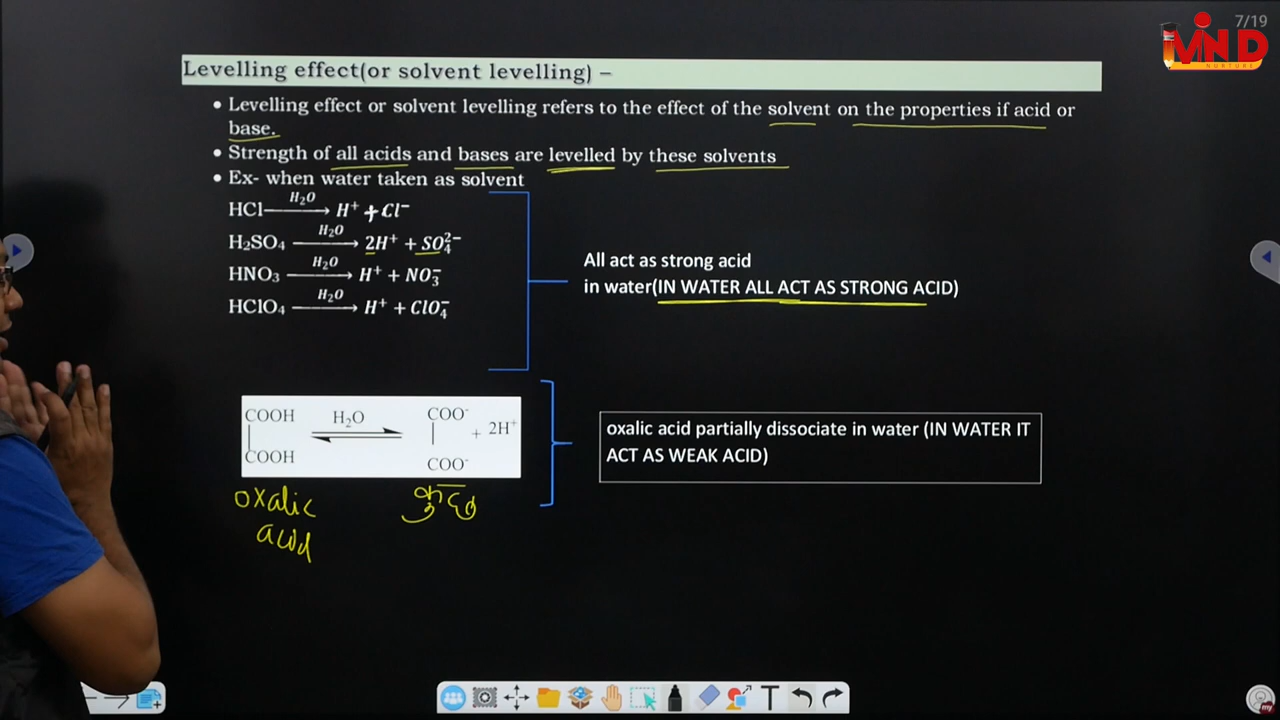 7/19
VIND
NURTURE
Levelling effect(or solvent levelling) –
• Levelling effect or solvent levelling refers to the effect of the solvent on the properties if acid or
base.
• Strength of all acids and bases are levelled by these solvents
• Ex- when water taken as solvent
HCl —H₂O→ H⁺ + Cl⁻
H₂SO₄ —H₂O→ 2H⁺ + SO₄²⁻
HNO₃ —H₂O→ H⁺ + NO₃⁻
HClO₄ —H₂O→ H⁺ + ClO₄⁻
All act as strong acid
in water(IN WATER ALL ACT AS STRONG ACID)
COOH H₂O COO⁻
+ 2H⁺
COOH COO⁻
oxalic acid partially dissociate in water (IN WATER IT
ACT AS WEAK ACID)
oxalic
acid